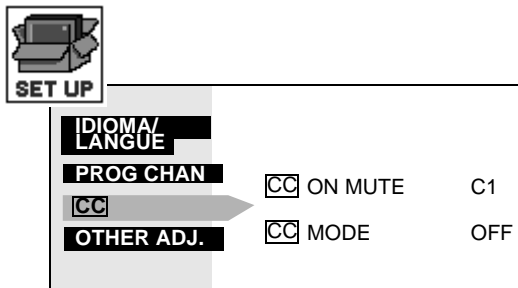 SET UP
IDIOMA/
LANGUE
PROG CHAN
CC
CC ON MUTE C1
CC MODE OFF
OTHER ADJ.